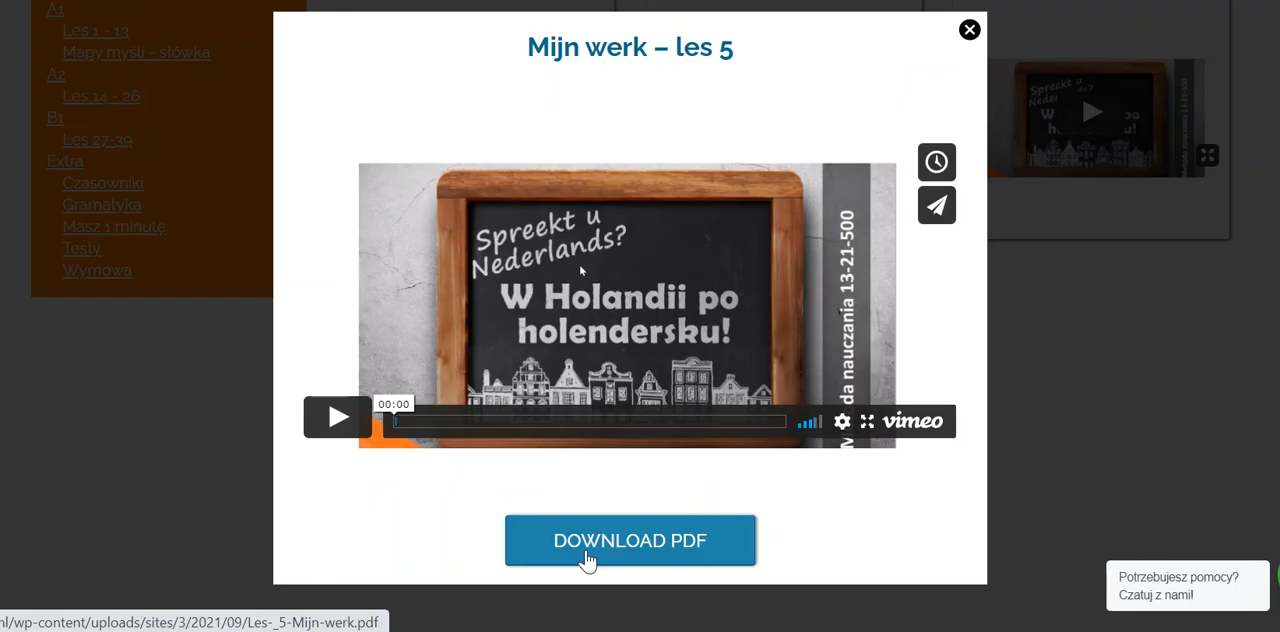 A1
Les 1 - 13
Mapy myśli - słówka
A2
Les 14 - 26
B1
Les 27-39
Extra
Czasowniki
Gramatyka
Masz 1 minutę
Testy
Wymowa
Mijn werk – les 5
Spreekt u
Nederlands?
W Holandii po
holendersku!
da nauczania 13-21-500
00:00
vimeo
DOWNLOAD PDF
Spreekt u
Potrzebujesz pomocy?
Czatuj z nami!
nl/wp-content/uploads/sites/3/2021/09/Les-_5-Mijn-werk.pdf